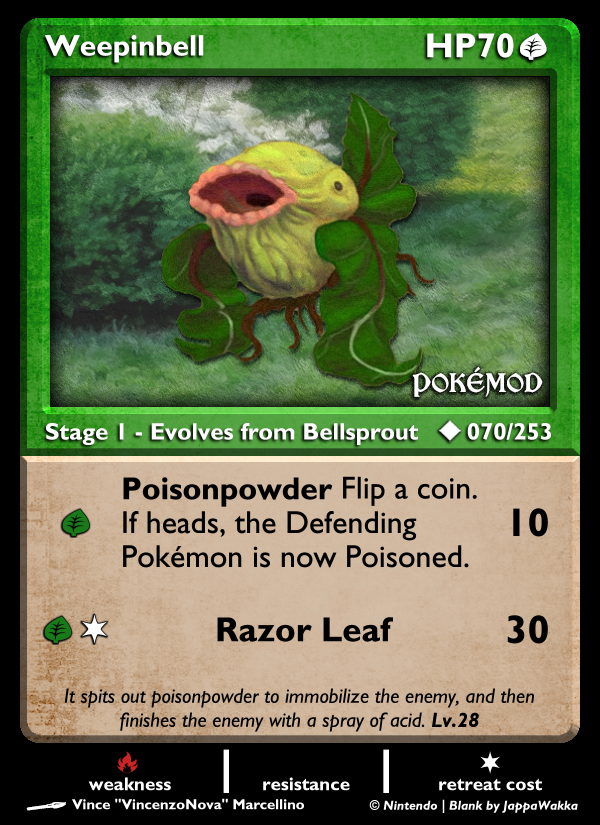 Weepinbell HP70
POKÉMOD
Stage 1 - Evolves from Bellsprout 070/253
Poisonpowder Flip a coin.
If heads, the Defending 10
Pokémon is now Poisoned.
Razor Leaf 30
It spits out poisonpowder to immobilize the enemy, and then
finishes the enemy with a spray of acid. Lv.28
weakness resistance retreat cost
Vince "VincenzoNova" Marcellino © Nintendo | Blank by JappaWakka